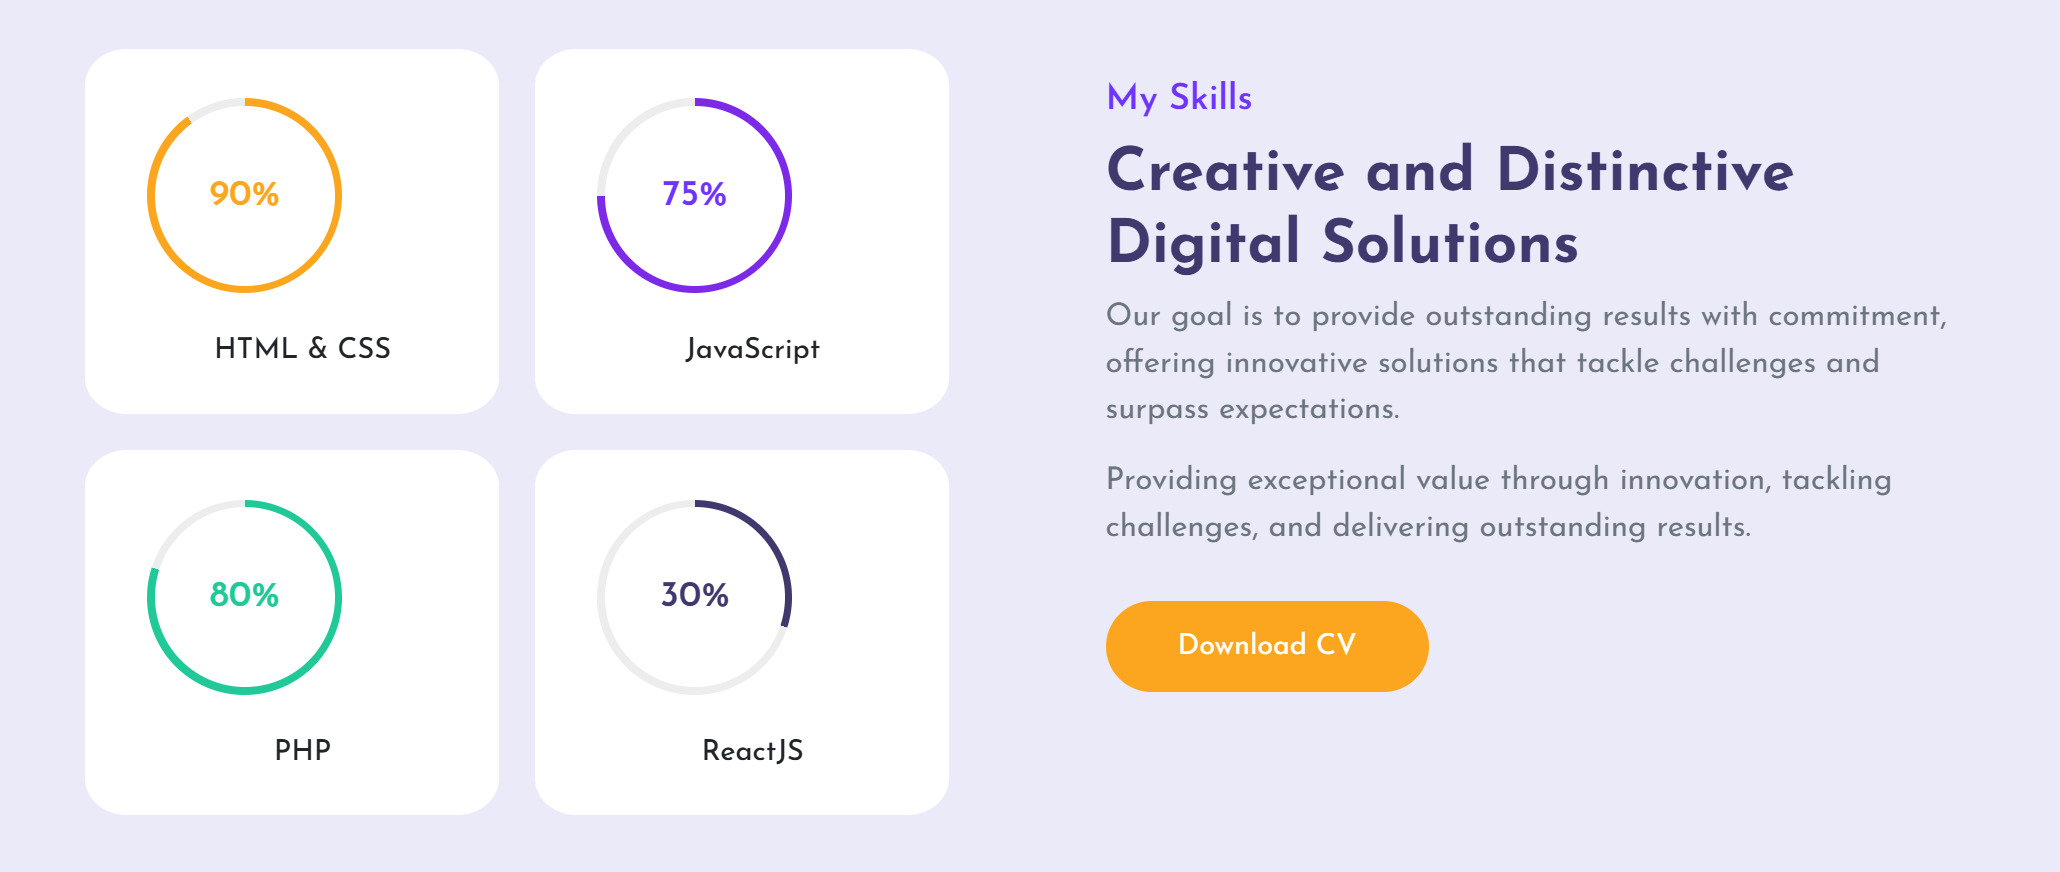 90%
HTML & CSS
75%
JavaScript
80%
PHP
30%
ReactJS
My Skills
Creative and Distinctive
Digital Solutions
Our goal is to provide outstanding results with commitment,
offering innovative solutions that tackle challenges and
surpass expectations.
Providing exceptional value through innovation, tackling
challenges, and delivering outstanding results.
Download CV